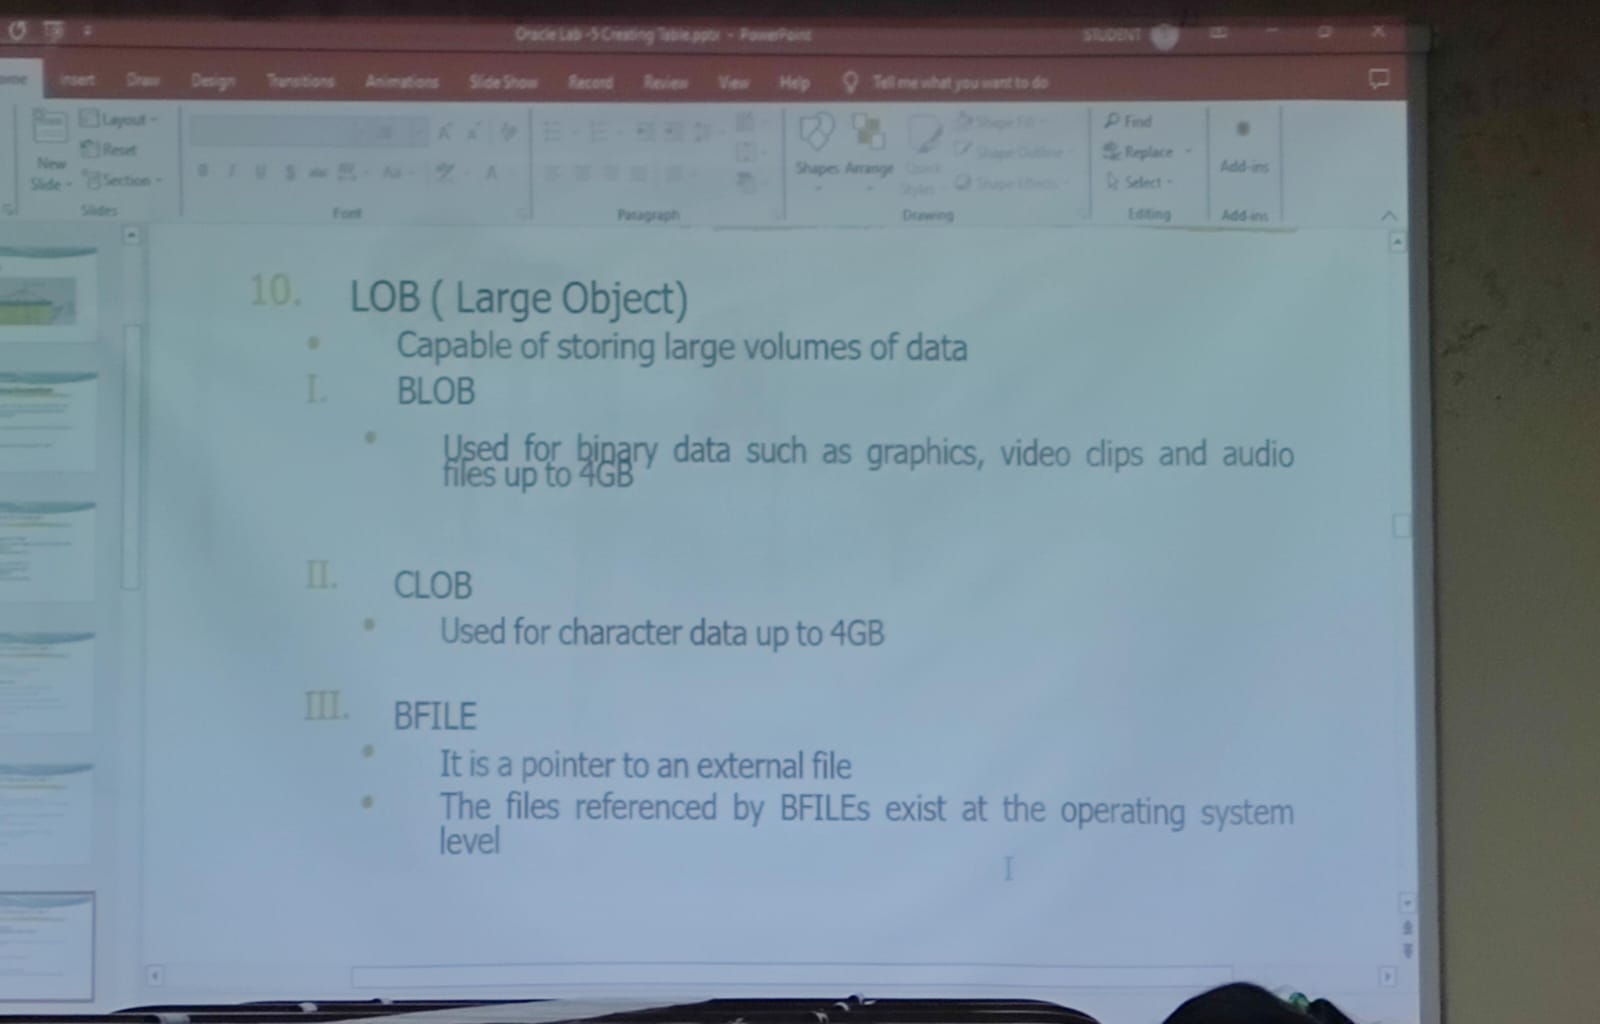 Oracle Lab -5 Creating Table.pptx - PowerPoint
STUDENT
Insert Draw Design Transitions Animations Slide Show Record Review View Help Tell me what you want to do
New Slide
Layout
Reset
Section
Slides
Font
Paragraph
Shapes Arrange Quick Styles
Shape Fill
Shape Outline
Shape Effects
Drawing
Find
Replace
Select
Editing
Add-ins
Add-ins
10. LOB ( Large Object)
• Capable of storing large volumes of data
I. BLOB
• Used for binary data such as graphics, video clips and audio
files up to 4GB
II. CLOB
• Used for character data up to 4GB
III. BFILE
• It is a pointer to an external file
• The files referenced by BFILEs exist at the operating system
level